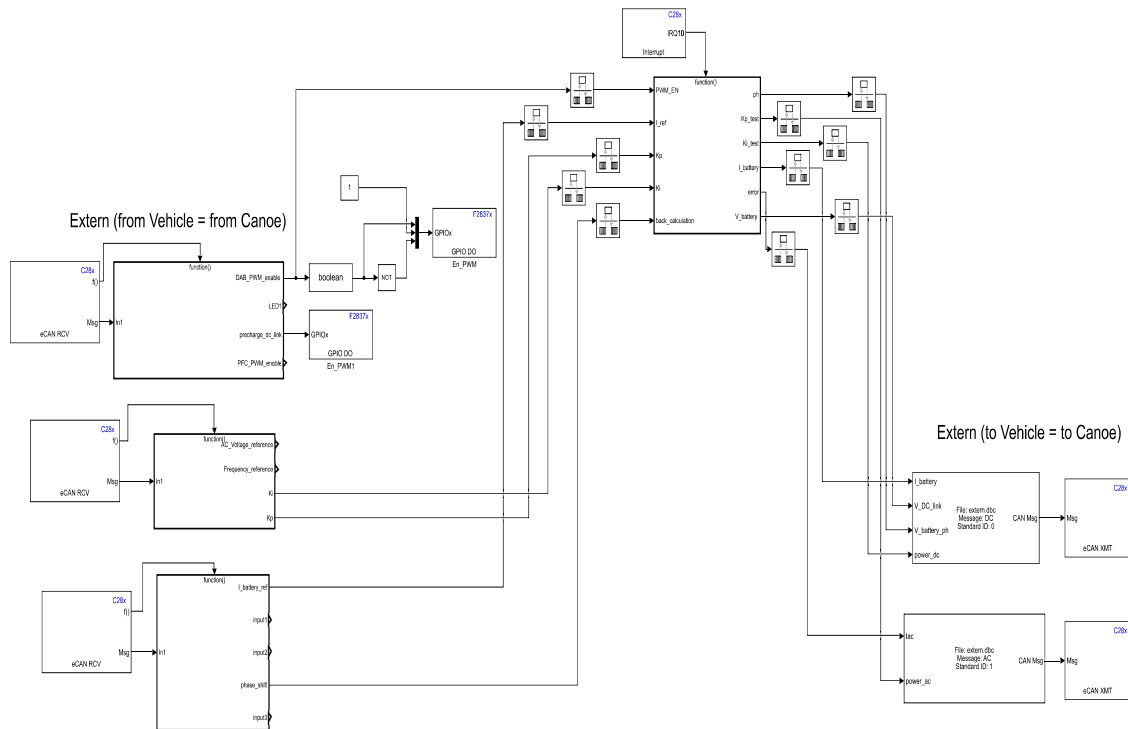 C28x
IRQ10
Interrupt
function()
PWM_EN
I_ref
Kp
Ki
back_calculation
ph
Kp_test
Ki_test
I_battery
error
V_battery
Extern (from Vehicle = from Canoe)
C28x
f()
Msg
eCAN RCV
function()
In1
DAB_PWM_enable
LED1
precharge_dc_link
PFC_PWM_enable
1
boolean
NOT
F2837x
GPIOx
GPIO DO
En_PWM
F2837x
GPIOx
GPIO DO
En_PWM1
C28x
f()
Msg
eCAN RCV
function()
In1
AC_Voltage_reference
Frequency_reference
Ki
Kp
C28x
f()
Msg
eCAN RCV
function()
In1
I_battery_ref
input1
input2
phase_shift
input3
Extern (to Vehicle = to Canoe)
I_battery
V_DC_link
V_battery_ph
power_dc
File: extern.dbc
Message: DC
Standard ID: 0
CAN Msg
C28x
Msg
eCAN XMT
Iac
power_ac
File: extern.dbc
Message: AC
Standard ID: 1
CAN Msg
C28x
Msg
eCAN XMT